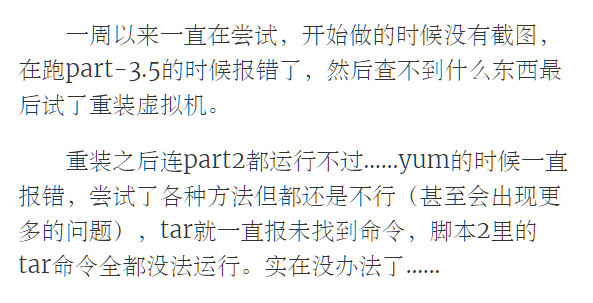 一周以来一直在尝试，开始做的时候没有截图，
在跑part-3.5的时候报错了，然后查不到什么东西最
后试了重装虚拟机。
重装之后连part2都运行不过......yum的时候一直
报错，尝试了各种方法但都还是不行（甚至会出现更
多的问题），tar就一直报未找到命令，脚本2里的
tar命令全都没法运行。实在没办法了......